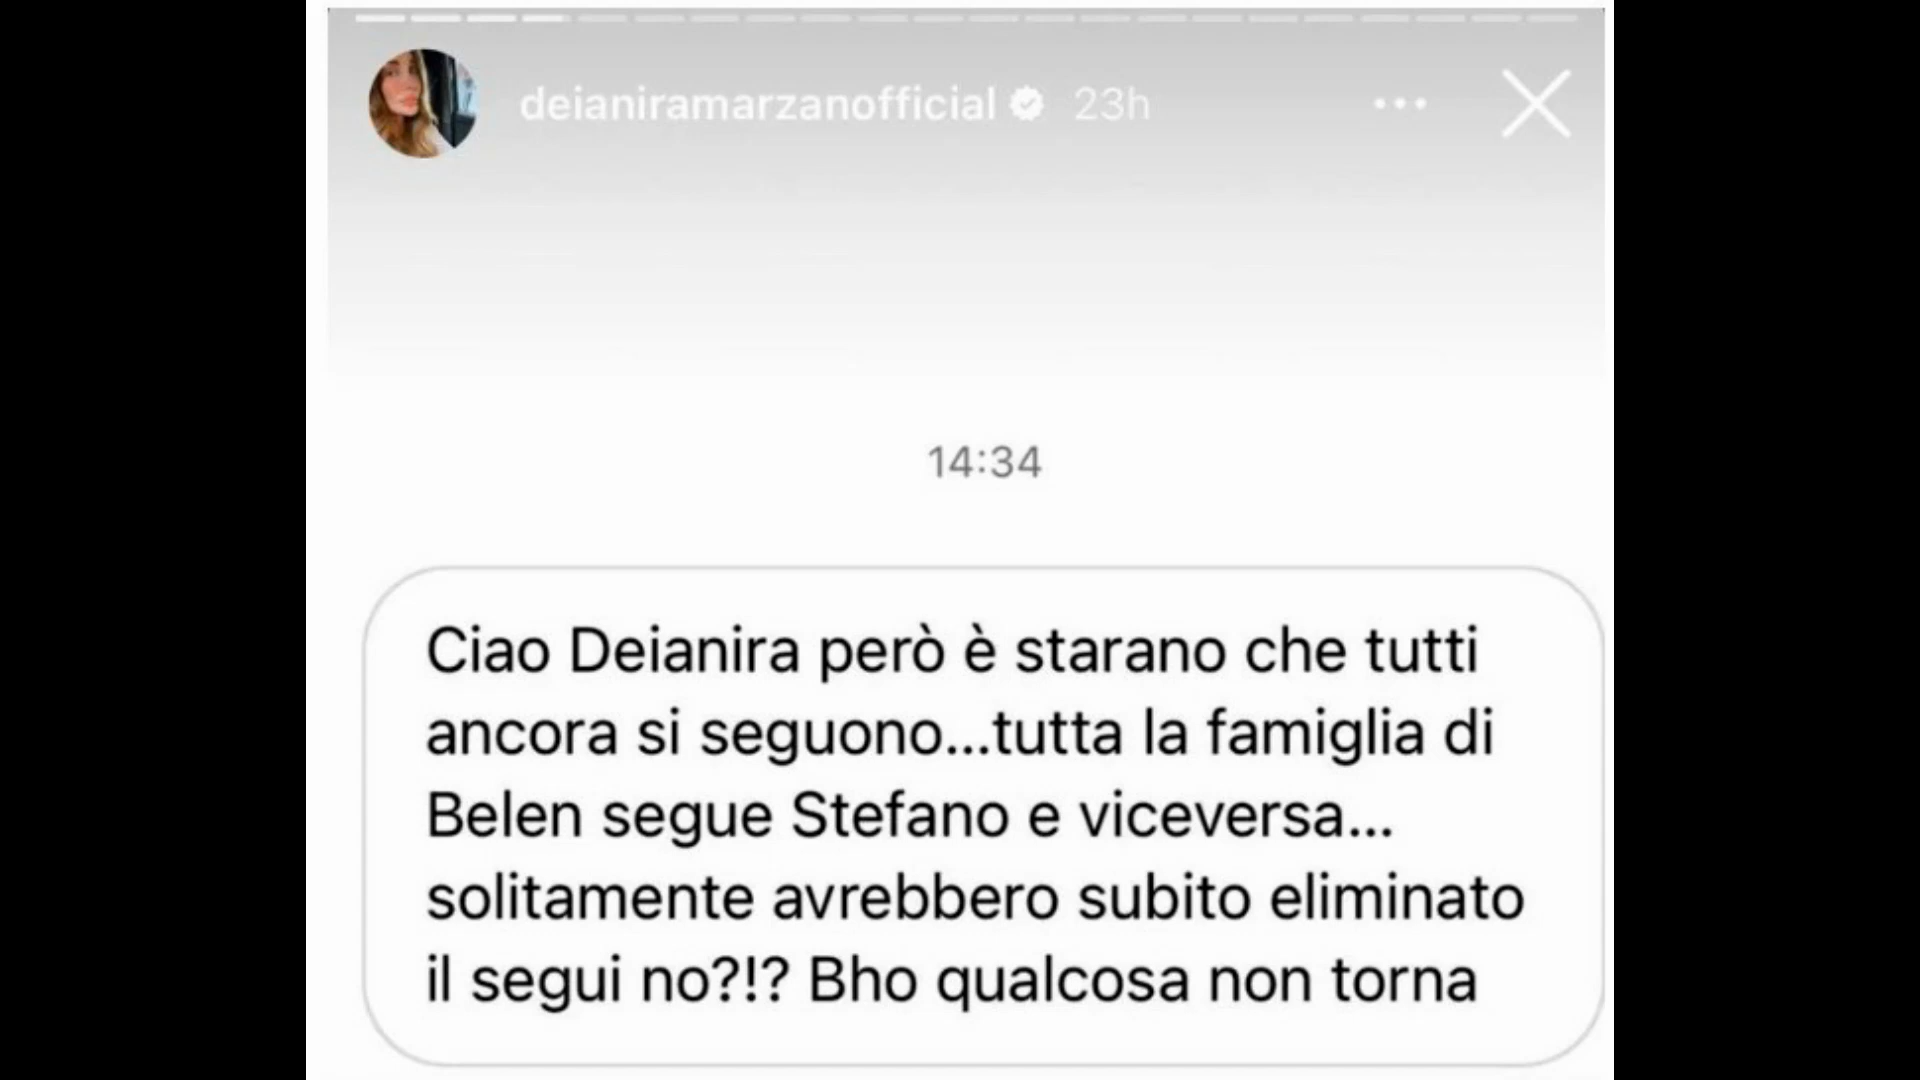 deianiramarzanofficial 23h
14:34
Ciao Deianira però è starano che tutti
ancora si seguono...tutta la famiglia di
Belen segue Stefano e viceversa...
solitamente avrebbero subito eliminato
il segui no?!? Bho qualcosa non torna